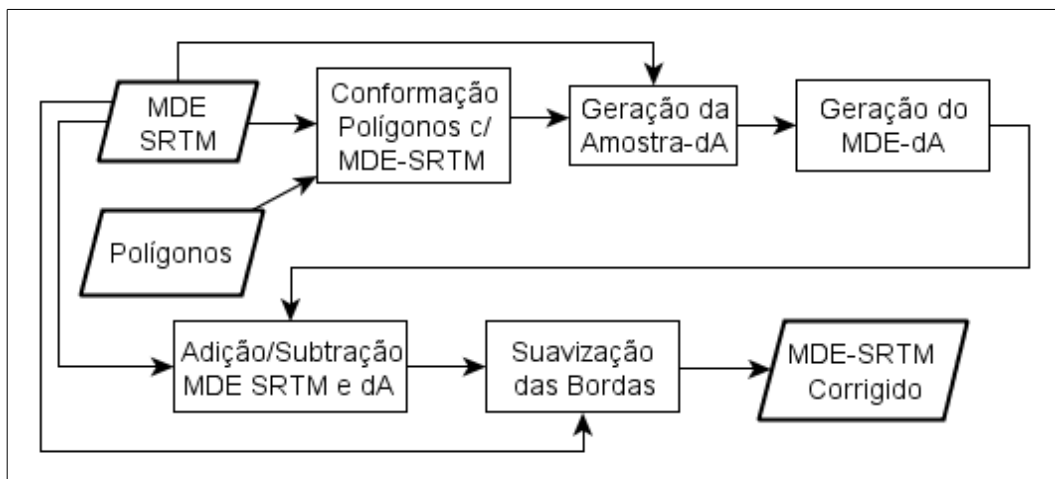 MDE
SRTM
Conformação
Polígonos c/
MDE-SRTM
Geração da
Amostra-dA
Geração do
MDE-dA
Polígonos
Adição/Subtração
MDE SRTM e dA
Suavização
das Bordas
MDE-SRTM
Corrigido